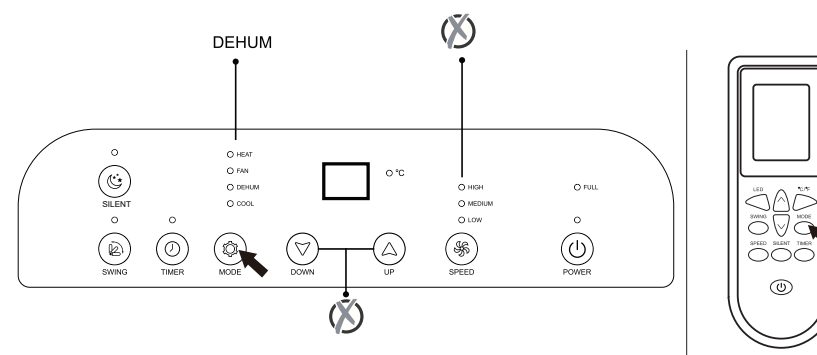 DEHUM
HEAT
FAN
°C
DEHUM
HIGH
FULL
SILENT
COOL
MEDIUM
LOW
SWING
TIMER
MODE
DOWN
UP
SPEED
POWER
LED
°C/°F
SWING
MODE
SPEED
SILENT
TIMER